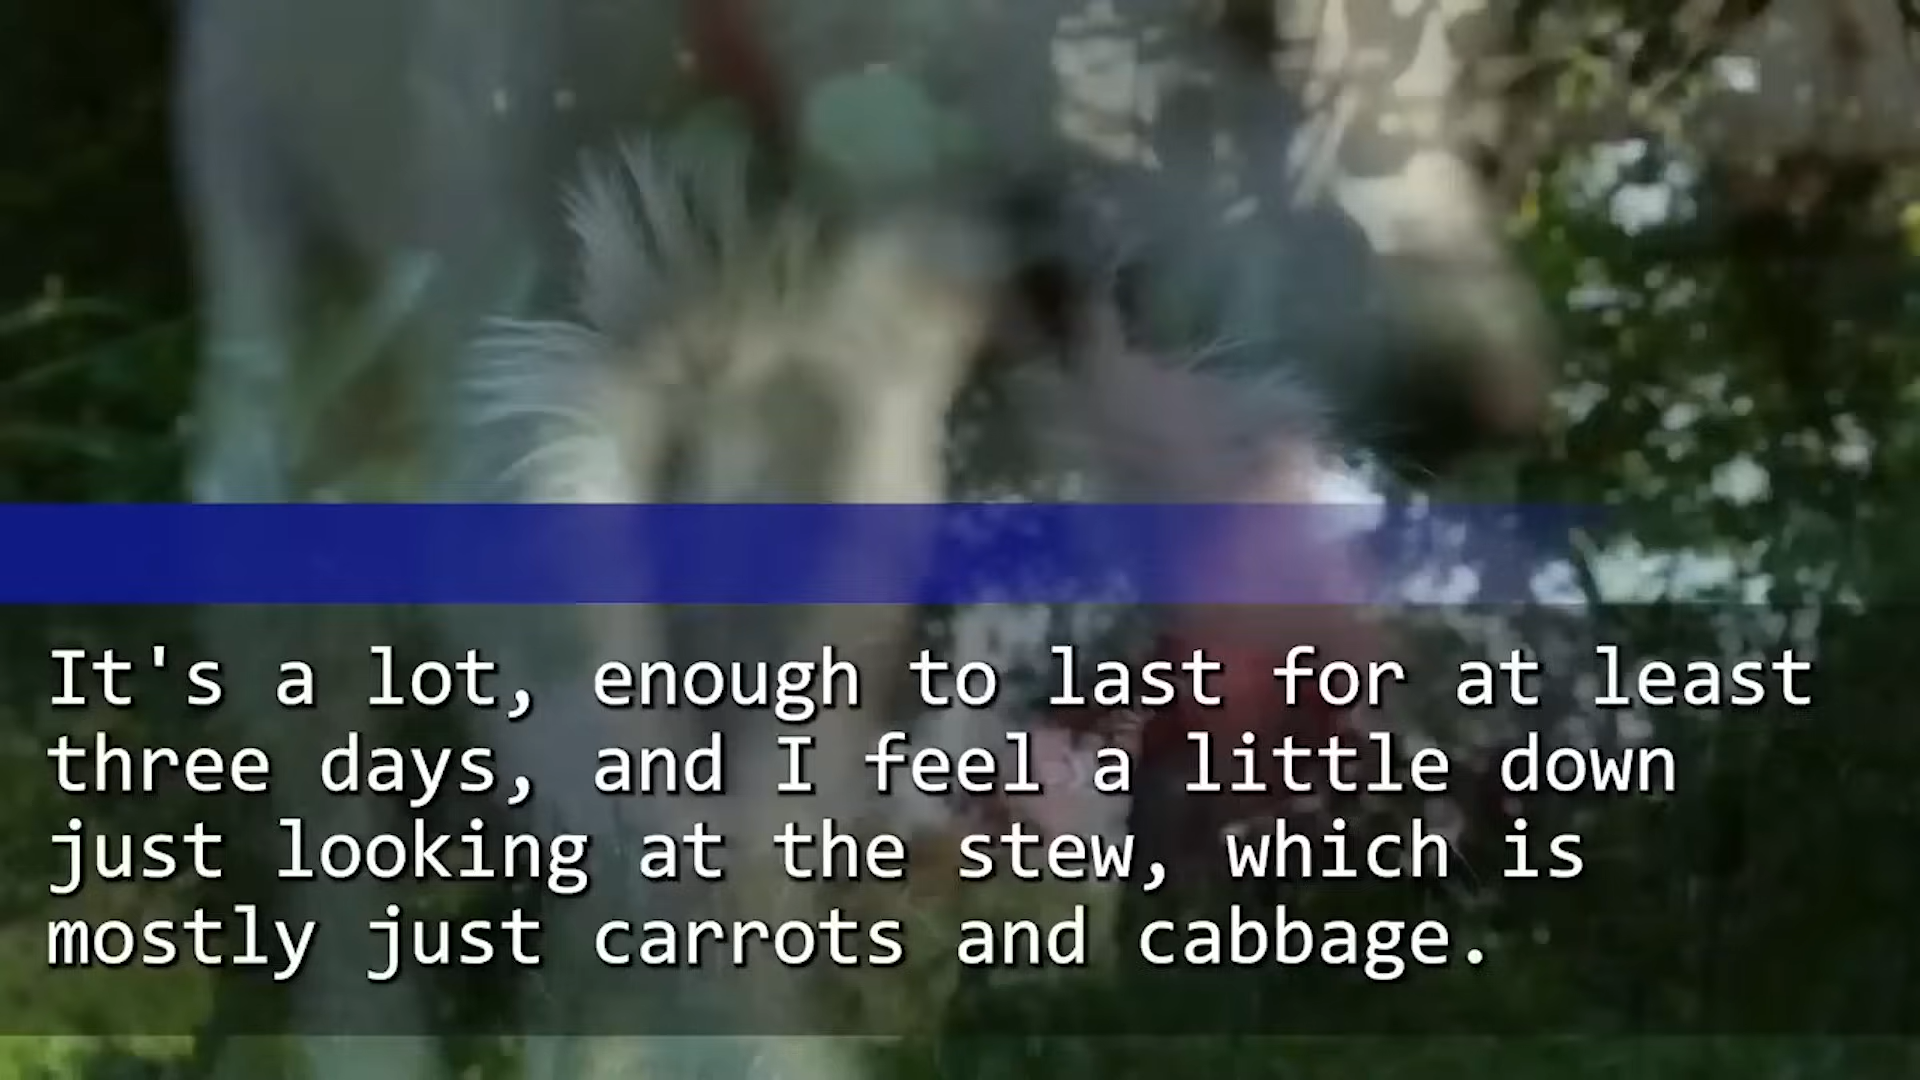 It's a lot, enough to last for at least
three days, and I feel a little down
just looking at the stew, which is
mostly just carrots and cabbage.